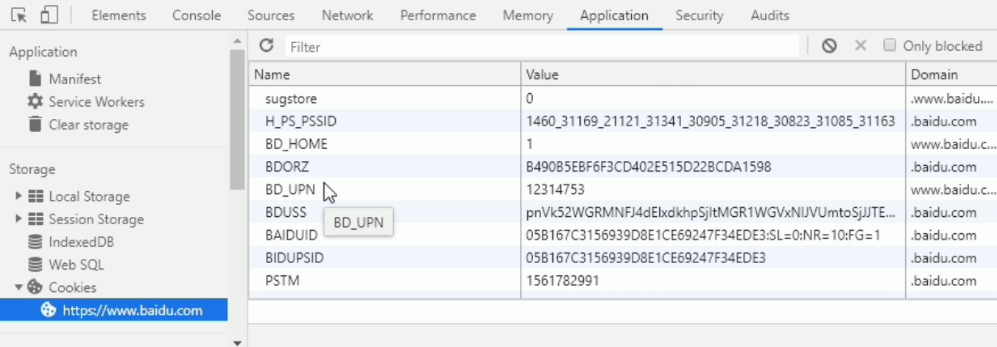 Elements Console Sources Network Performance Memory Application Security Audits
Application
Manifest
Service Workers
Clear storage
Storage
Local Storage
Session Storage
IndexedDB
Web SQL
Cookies
https://www.baidu.com
Filter
Only blocked
Name Value Domain
sugstore 0 .www.baidu....
H_PS_PSSID 1460_31169_21121_31341_30905_31218_30823_31085_31163 .baidu.com
BD_HOME 1 www.baidu.c...
BDORZ B490B5EBF6F3CD402E515D22BCDA1598 .baidu.com
BD_UPN 12314753 www.baidu.c...
BDUSS pnVk52WGRMNFJ4dElxdkhpSjltMGR1WGVxNlJVUmtoSjJJTE... .baidu.com
BD_UPN
BAIDUID 05B167C3156939D8E1CE69247F34EDE3:SL=0:NR=10:FG=1 .baidu.com
BIDUPSID 05B167C3156939D8E1CE69247F34EDE3 .baidu.com
PSTM 1561782991 .baidu.com